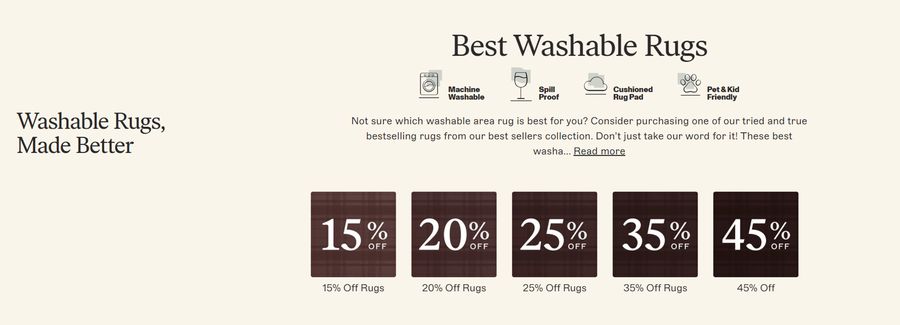 Washable Rugs,
Made Better
Best Washable Rugs
Machine
Washable
Spill
Proof
Cushioned
Rug Pad
Pet & Kid
Friendly
Not sure which washable area rug is best for you? Consider purchasing one of our tried and true
bestselling rugs from our best sellers collection. Don't just take our word for it! These best
washa... Read more
15% OFF
20% OFF
25% OFF
35% OFF
45% OFF
15% Off Rugs
20% Off Rugs
25% Off Rugs
35% Off Rugs
45% Off